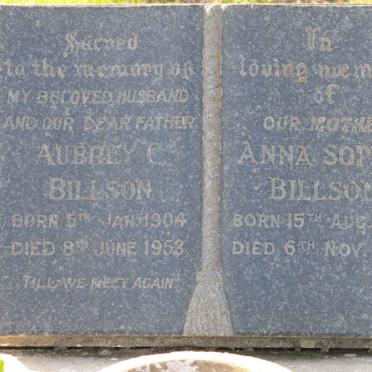 Sacred
to the memory of
MY BELOVED HUSBAND
AND OUR DEAR FATHER
AUBREY C.
BILLSON
BORN 5TH JAN. 1904
DIED 8TH JUNE 1953
TILL WE MEET AGAIN
In
loving mem
of
OUR MOTHE
ANNA SOP
BILLSON
BORN 15TH AUG.
DIED 6TH NOV.